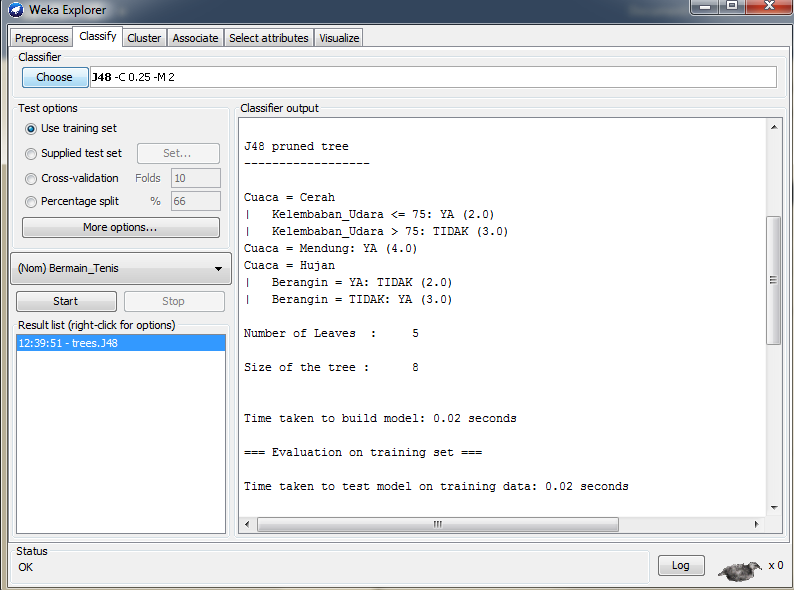 Weka Explorer
Preprocess Classify Cluster Associate Select attributes Visualize
Classifier
Choose J48 -C 0.25 -M 2
Test options
Use training set
Supplied test set Set...
Cross-validation Folds 10
Percentage split % 66
More options...
(Nom) Bermain_Tenis
Start Stop
Result list (right-click for options)
12:39:51 - trees.J48
Classifier output
J48 pruned tree
------------------
Cuaca = Cerah
|   Kelembaban_Udara <= 75: YA (2.0)
|   Kelembaban_Udara > 75: TIDAK (3.0)
Cuaca = Mendung: YA (4.0)
Cuaca = Hujan
|   Berangin = YA: TIDAK (2.0)
|   Berangin = TIDAK: YA (3.0)
Number of Leaves  :     5
Size of the tree :      8
Time taken to build model: 0.02 seconds
=== Evaluation on training set ===
Time taken to test model on training data: 0.02 seconds
Status
OK
Log x 0